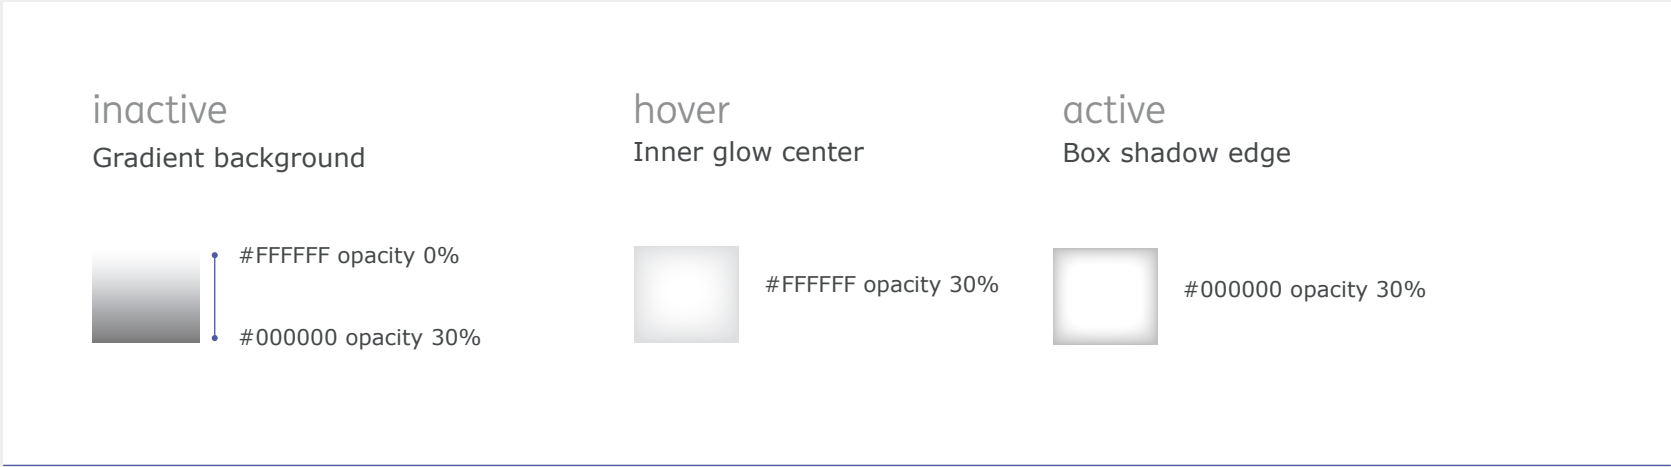 inactive
Gradient background
#FFFFFF opacity 0%
#000000 opacity 30%
hover
Inner glow center
#FFFFFF opacity 30%
active
Box shadow edge
#000000 opacity 30%